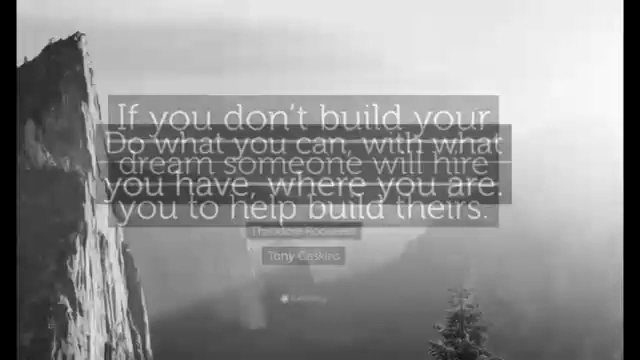 If you don't build your
Do what you can, with what
dream someone will hire
you have, where you are.
you to help build theirs.
Theodore Roosevelt
Tony Gaskins